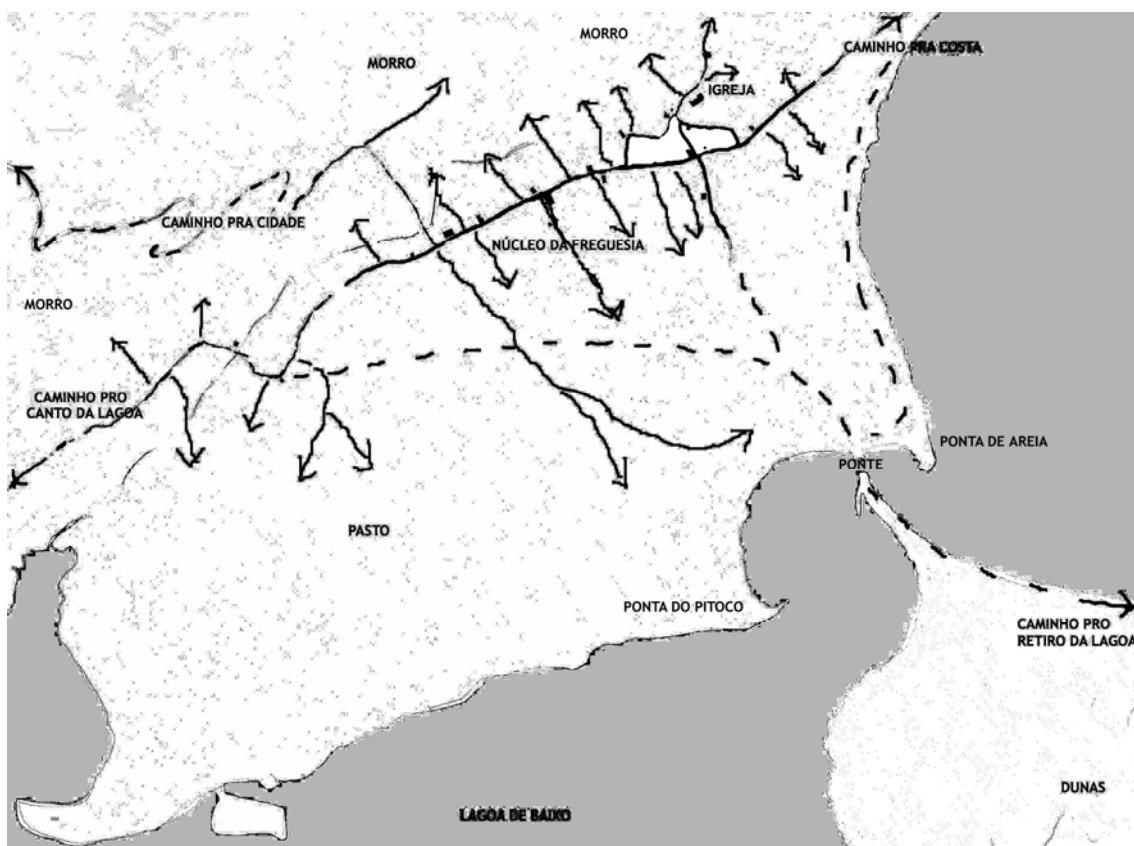 MORRO
CAMINHO PRA COSTA
MORRO
IGREJA
CAMINHO PRA CIDADE
NÚCLEO DA FREGUESIA
MORRO
CAMINHO PRO
CANTO DA LAGOA
PONTA DE AREIA
PONTE
PASTO
PONTA DO PITOCO
CAMINHO PRO
RETIRO DA LAGOA
DUNAS
LAGOA DE BAIXO